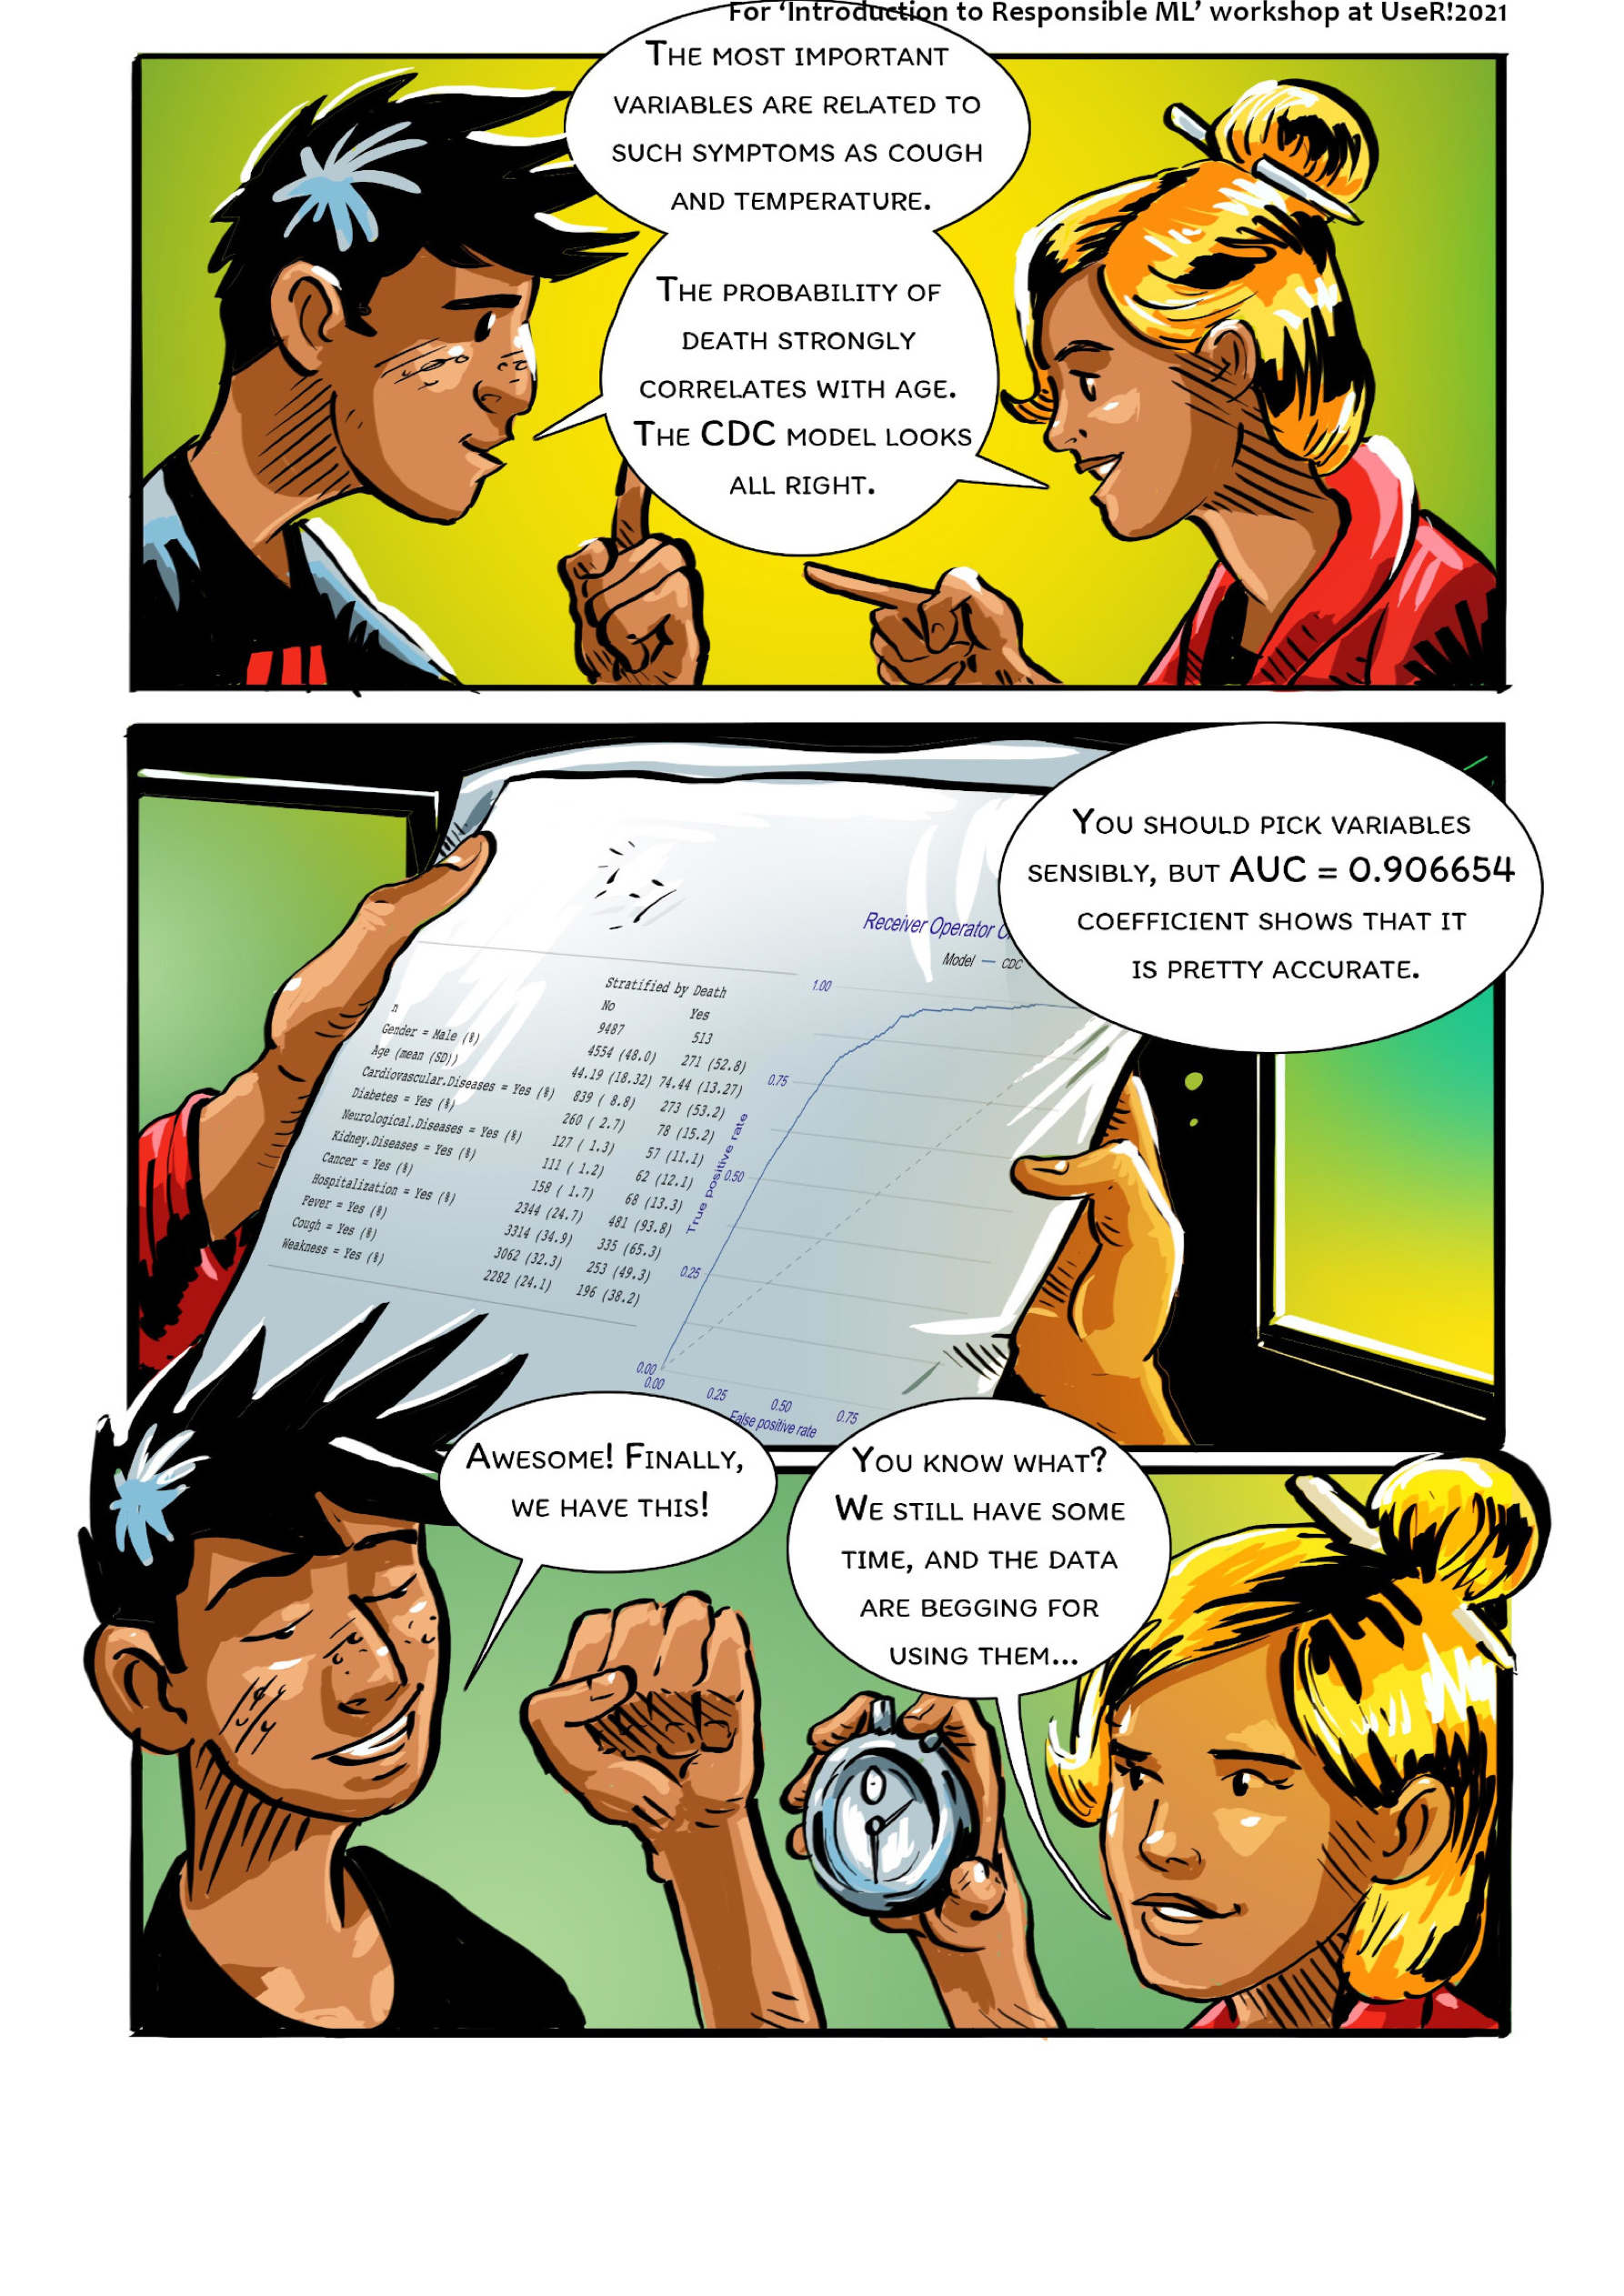 For ‘Introduction to Responsible ML’ workshop at UseR!2021
The most important
variables are related to
such symptoms as cough
and temperature.
The probability of
death strongly
correlates with age.
The CDC model looks
all right.
You should pick variables
sensibly, but AUC = 0.906654
coefficient shows that it
is pretty accurate.
Stratified by Death
No Yes
n 9487 513
Gender = Male (%) 4554 (48.0) 271 (52.8)
Age (mean (SD)) 44.19 (18.32) 74.44 (13.27)
Cardiovascular.Diseases = Yes (%) 839 ( 8.8) 273 (53.2)
Diabetes = Yes (%) 260 ( 2.7) 78 (15.2)
Neurological.Diseases = Yes (%) 127 ( 1.3) 57 (11.1)
Kidney.Diseases = Yes (%) 111 ( 1.2) 62 (12.1)
Cancer = Yes (%) 158 ( 1.7) 68 (13.3)
Hospitalization = Yes (%) 2344 (24.7) 481 (93.8)
Fever = Yes (%) 3314 (34.9) 335 (65.3)
Cough = Yes (%) 3062 (32.3) 253 (49.3)
Weakness = Yes (%) 2282 (24.1) 196 (38.2)
Receiver Operator
Model — CDC
1.00
0.75
0.50
0.25
0.00
True positive rate
0.00 0.25 0.50 0.75
False positive rate
Awesome! Finally,
we have this!
You know what?
We still have some
time, and the data
are begging for
using them...